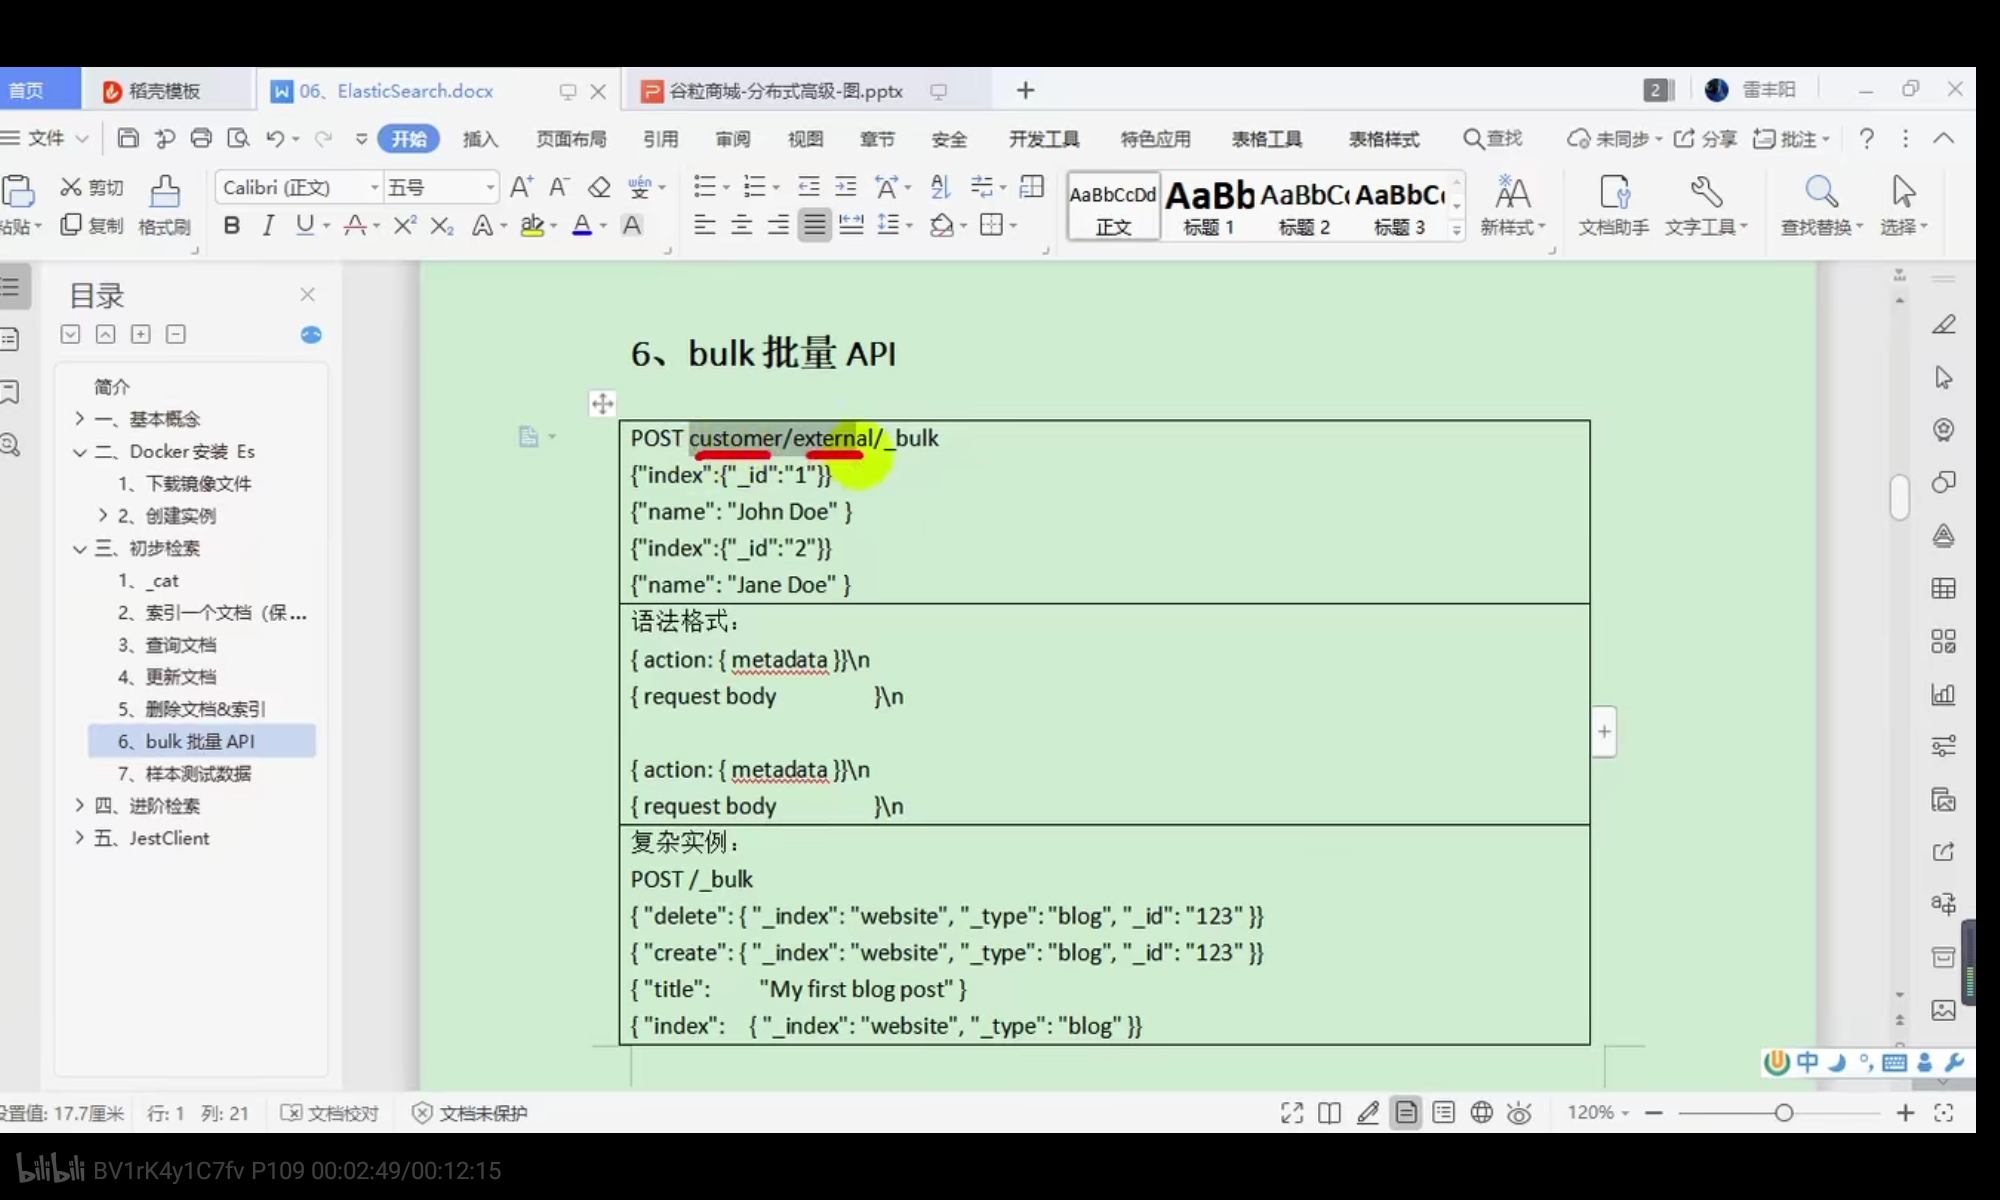 首页
稻壳模板
06、ElasticSearch.docx
谷粒商城-分布式高级-图.pptx
2
雷丰阳
文件
开始
插入
页面布局
引用
审阅
视图
章节
安全
开发工具
特色应用
表格工具
表格样式
查找
未同步
分享
批注
粘贴
剪切
复制
格式刷
Calibri (正文)
五号
AaBbCcDd
正文
AaBb
标题 1
AaBbC
标题 2
AaBbC
标题 3
新样式
文档助手
文字工具
查找替换
选择
目录
简介
一、基本概念
二、Docker 安装 Es
1、下载镜像文件
2、创建实例
三、初步检索
1、_cat
2、索引一个文档（保...
3、查询文档
4、更新文档
5、删除文档&索引
6、bulk 批量 API
7、样本测试数据
四、进阶检索
五、JestClient
6、bulk 批量 API
POST customer/external/_bulk
{"index":{"_id":"1"}}
{"name": "John Doe" }
{"index":{"_id":"2"}}
{"name": "Jane Doe" }
语法格式：
{ action: { metadata }}\n
{ request body }\n
{ action: { metadata }}\n
{ request body }\n
复杂实例：
POST /_bulk
{ "delete": { "_index": "website", "_type": "blog", "_id": "123" }}
{ "create": { "_index": "website", "_type": "blog", "_id": "123" }}
{ "title": "My first blog post" }
{ "index": { "_index": "website", "_type": "blog" }}
中
设置值: 17.7厘米
行: 1
列: 21
文档校对
文档未保护
120%
bilibili BV1rK4y1C7fv P109 00:02:49/00:12:15